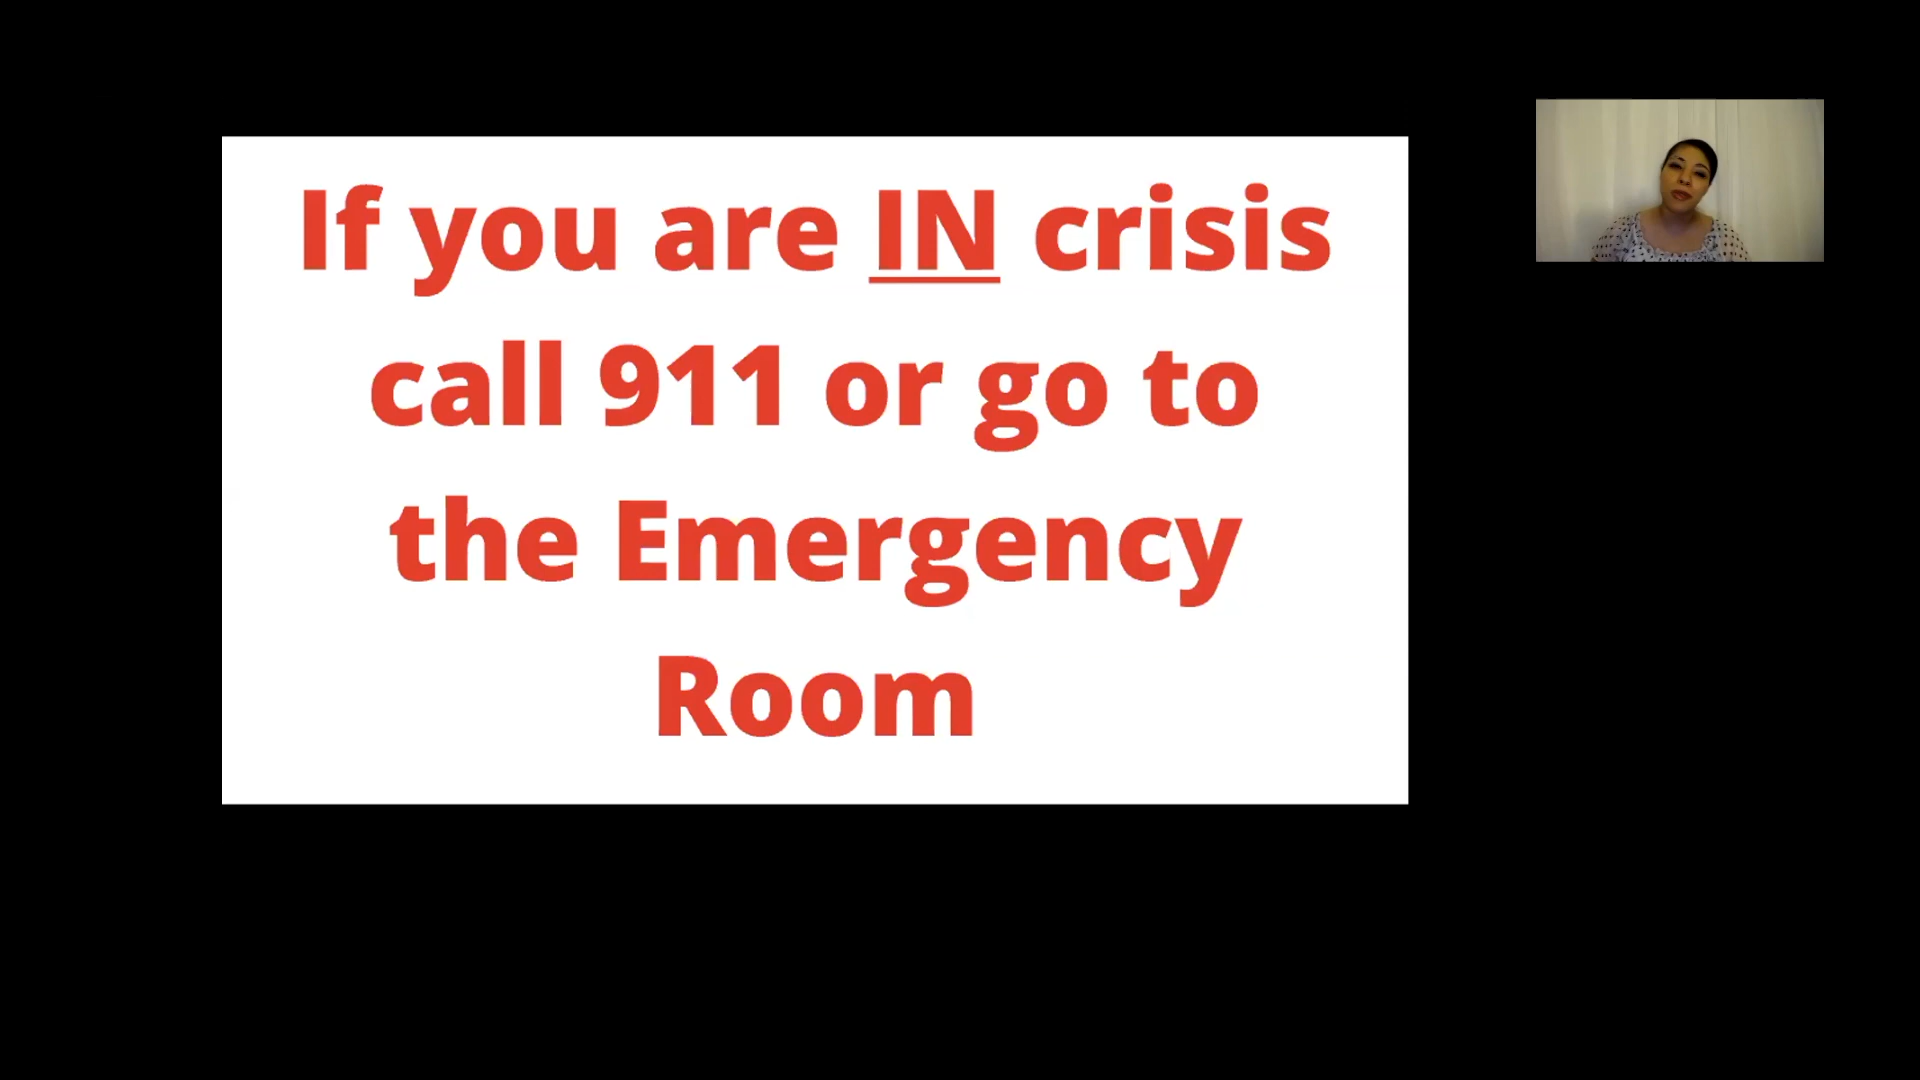 If you are IN crisis
call 911 or go to
the Emergency
Room